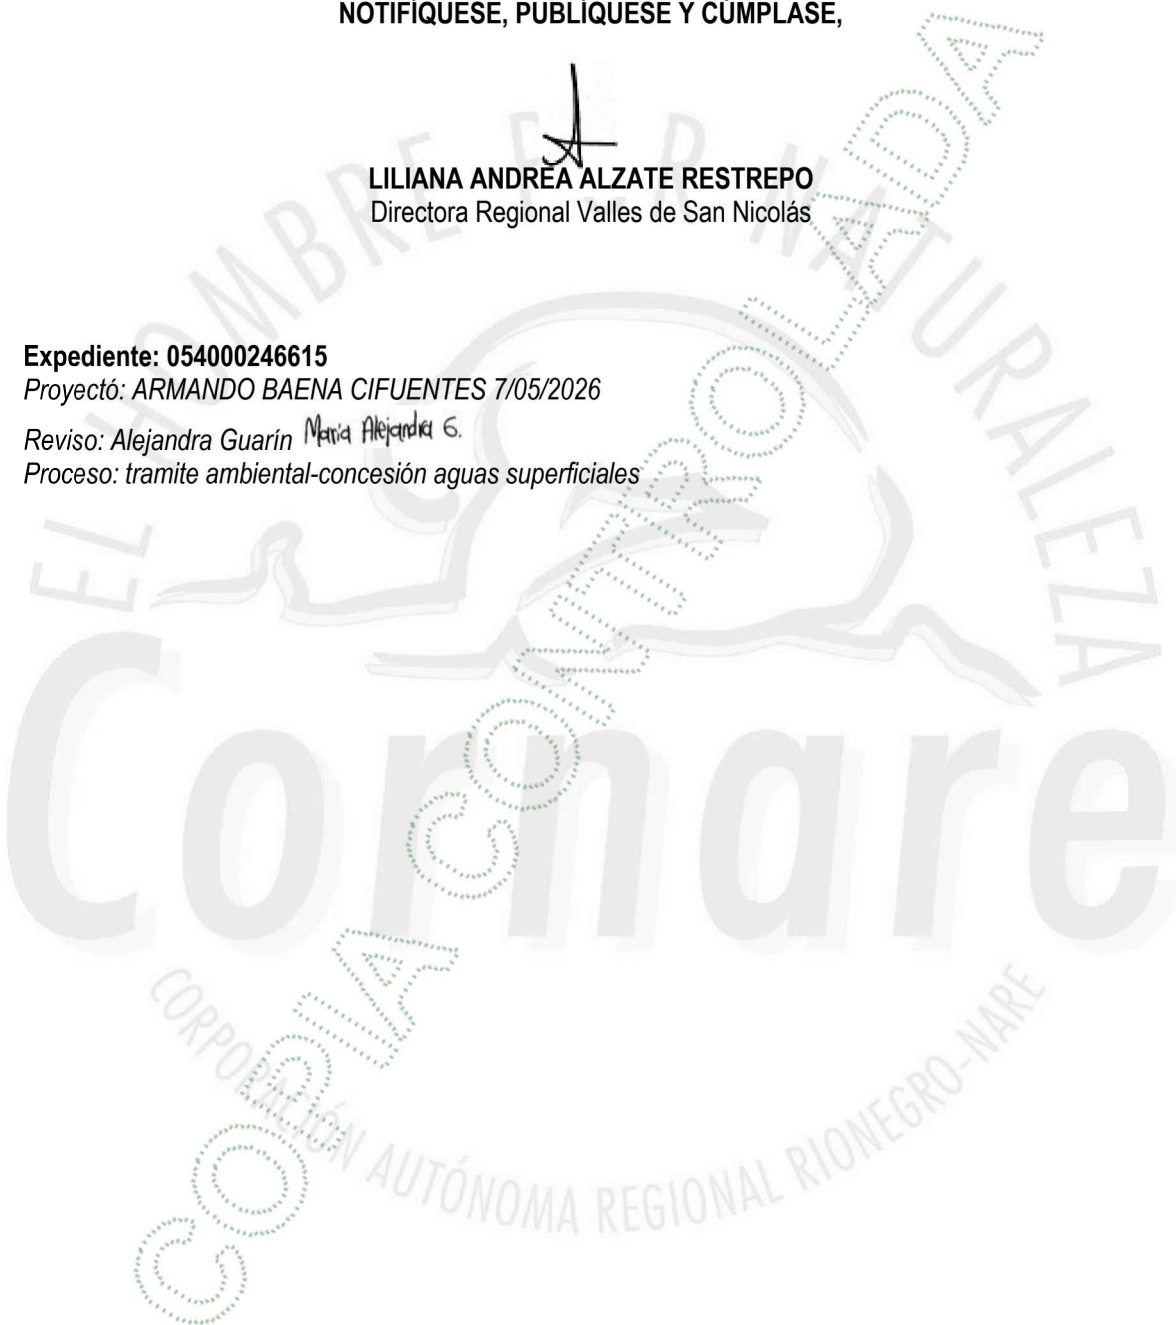 NOTIFÍQUESE, PUBLÍQUESE Y CÚMPLASE,
LILIANA ANDREA ALZATE RESTREPO
Directora Regional Valles de San Nicolás
Expediente: 054000246615
Proyectó: ARMANDO BAENA CIFUENTES 7/05/2026
Reviso: Alejandra Guarín Maria Alejandra G.
Proceso: tramite ambiental-concesión aguas superficiales
EL HOMBRE Y NATURALEZA
Cornare
CORPORACIÓN AUTÓNOMA REGIONAL RIONEGRO-NARE
COPIA CONTROLADA